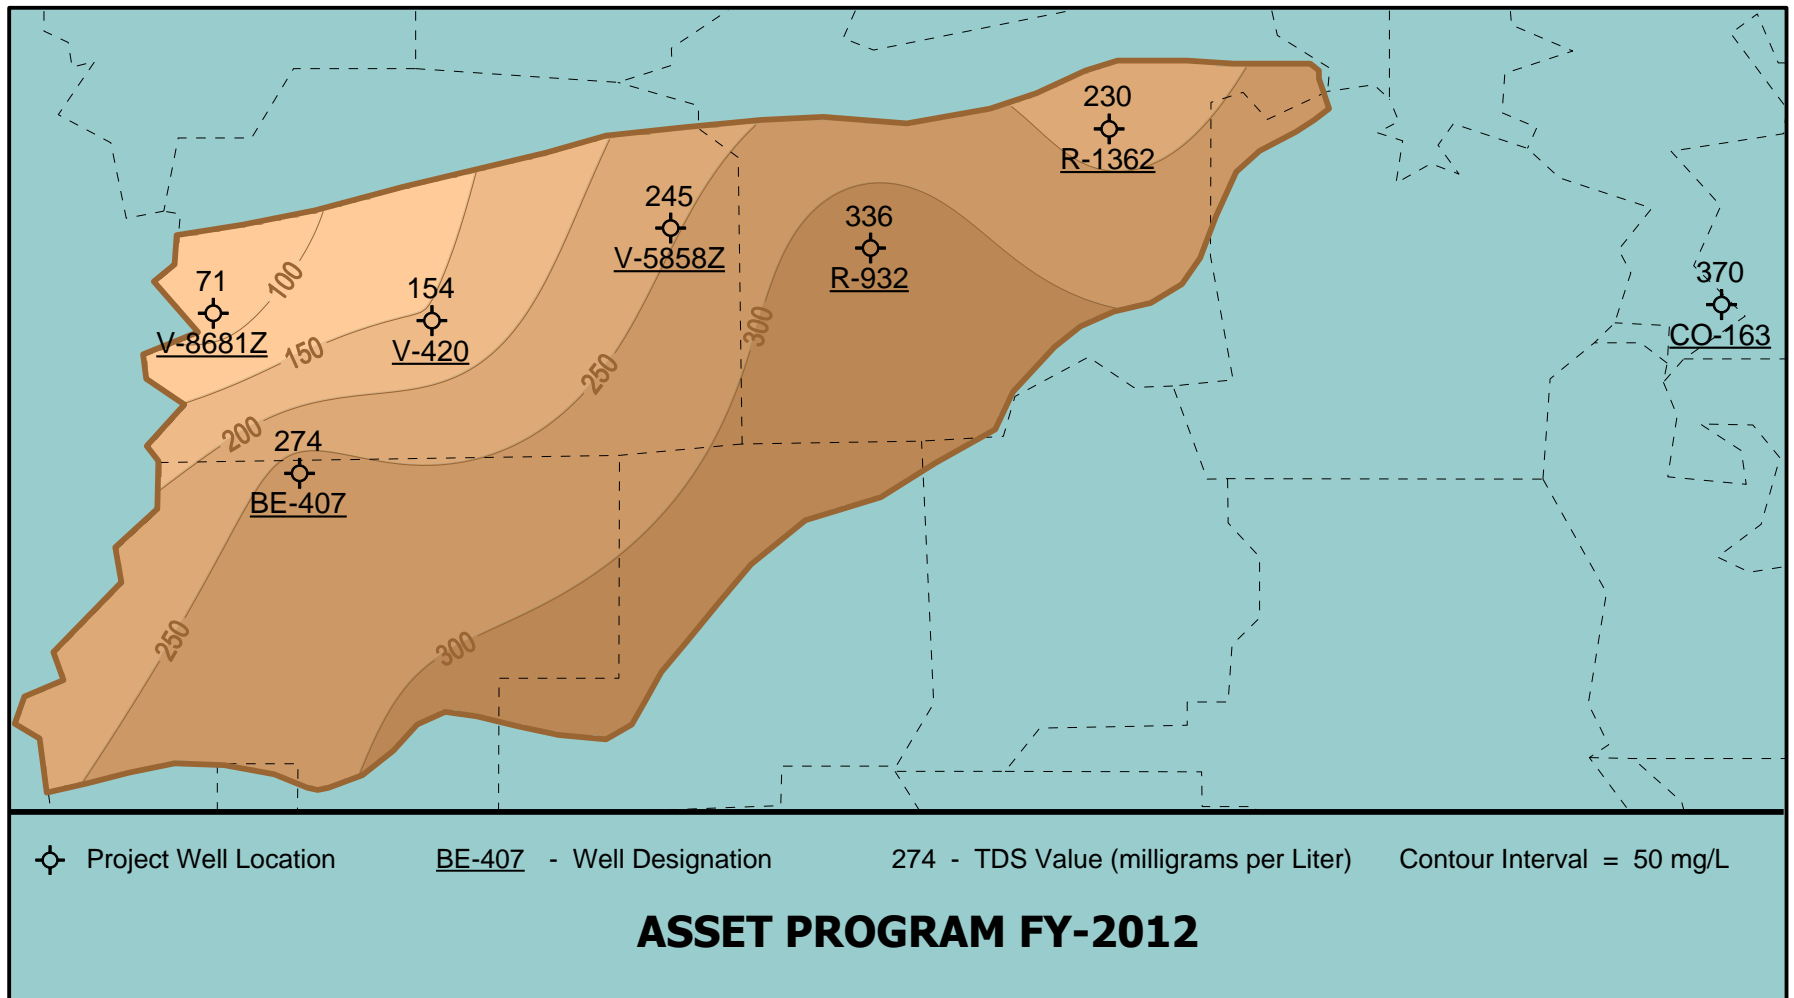 230
R-1362
245
V-5858Z
336
R-932
71
V-8681Z
100
154
V-420
370
CO-163
150
300
250
200
274
BE-407
250
300
Project Well Location BE-407 - Well Designation 274 - TDS Value (milligrams per Liter) Contour Interval = 50 mg/L
ASSET PROGRAM FY-2012